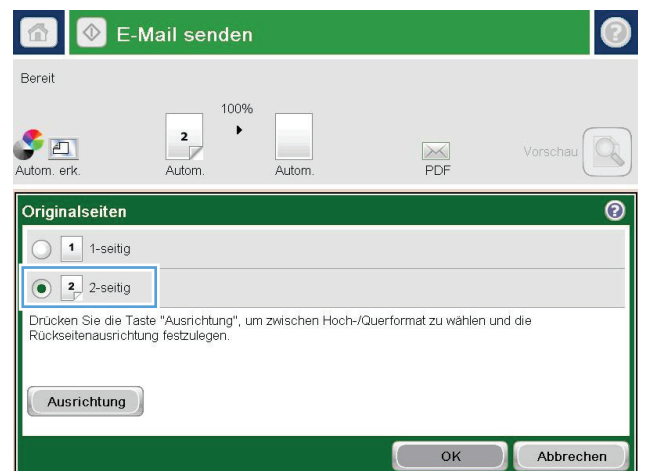 E-Mail senden
?
Bereit
100%
2
Autom. erk.
Autom.
Autom.
PDF
Vorschau
Originalseiten
?
1 1-seitig
2 2-seitig
Drücken Sie die Taste "Ausrichtung", um zwischen Hoch-/Querformat zu wählen und die
Rückseitenausrichtung festzulegen.
Ausrichtung
OK
Abbrechen